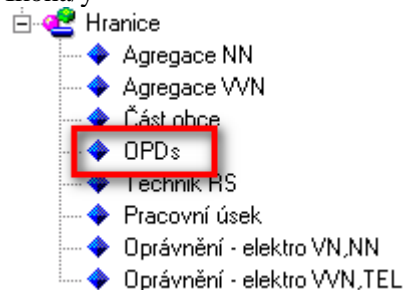 Hranice
Agregace NN
Agregace VVN
Část obce
OPDs
Technik RS
Pracovní úsek
Oprávnění - elektro VN,NN
Oprávnění - elektro VVN,TEL